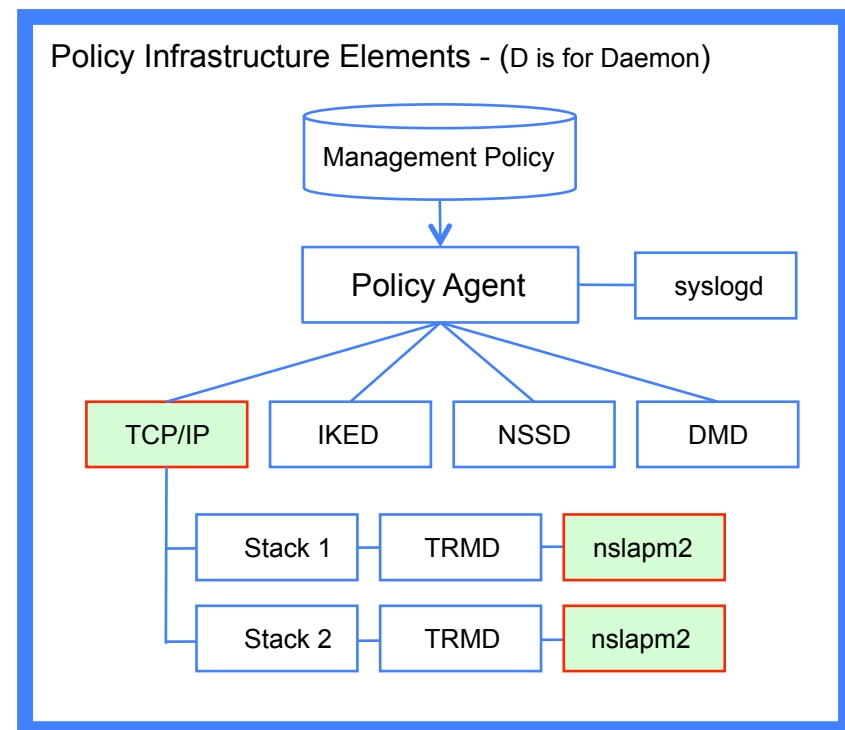 Policy Infrastructure Elements - (D is for Daemon)
Management Policy
Policy Agent
syslogd
TCP/IP
IKED
NSSD
DMD
Stack 1
TRMD
nslapm2
Stack 2
TRMD
nslapm2